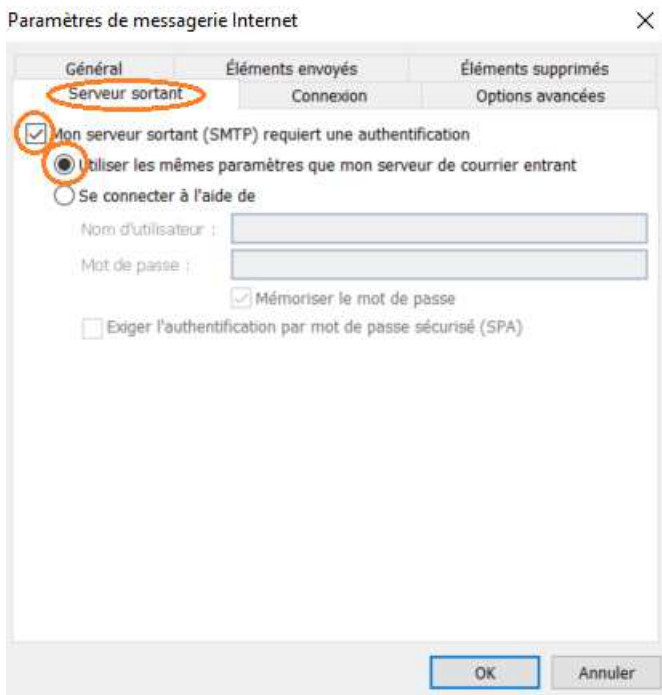 Paramètres de messagerie Internet
Général Éléments envoyés Éléments supprimés
Serveur sortant Connexion Options avancées
Mon serveur sortant (SMTP) requiert une authentification
Utiliser les mêmes paramètres que mon serveur de courrier entrant
Se connecter à l'aide de
Nom d'utilisateur :
Mot de passe :
Mémoriser le mot de passe
Exiger l'authentification par mot de passe sécurisé (SPA)
OK Annuler